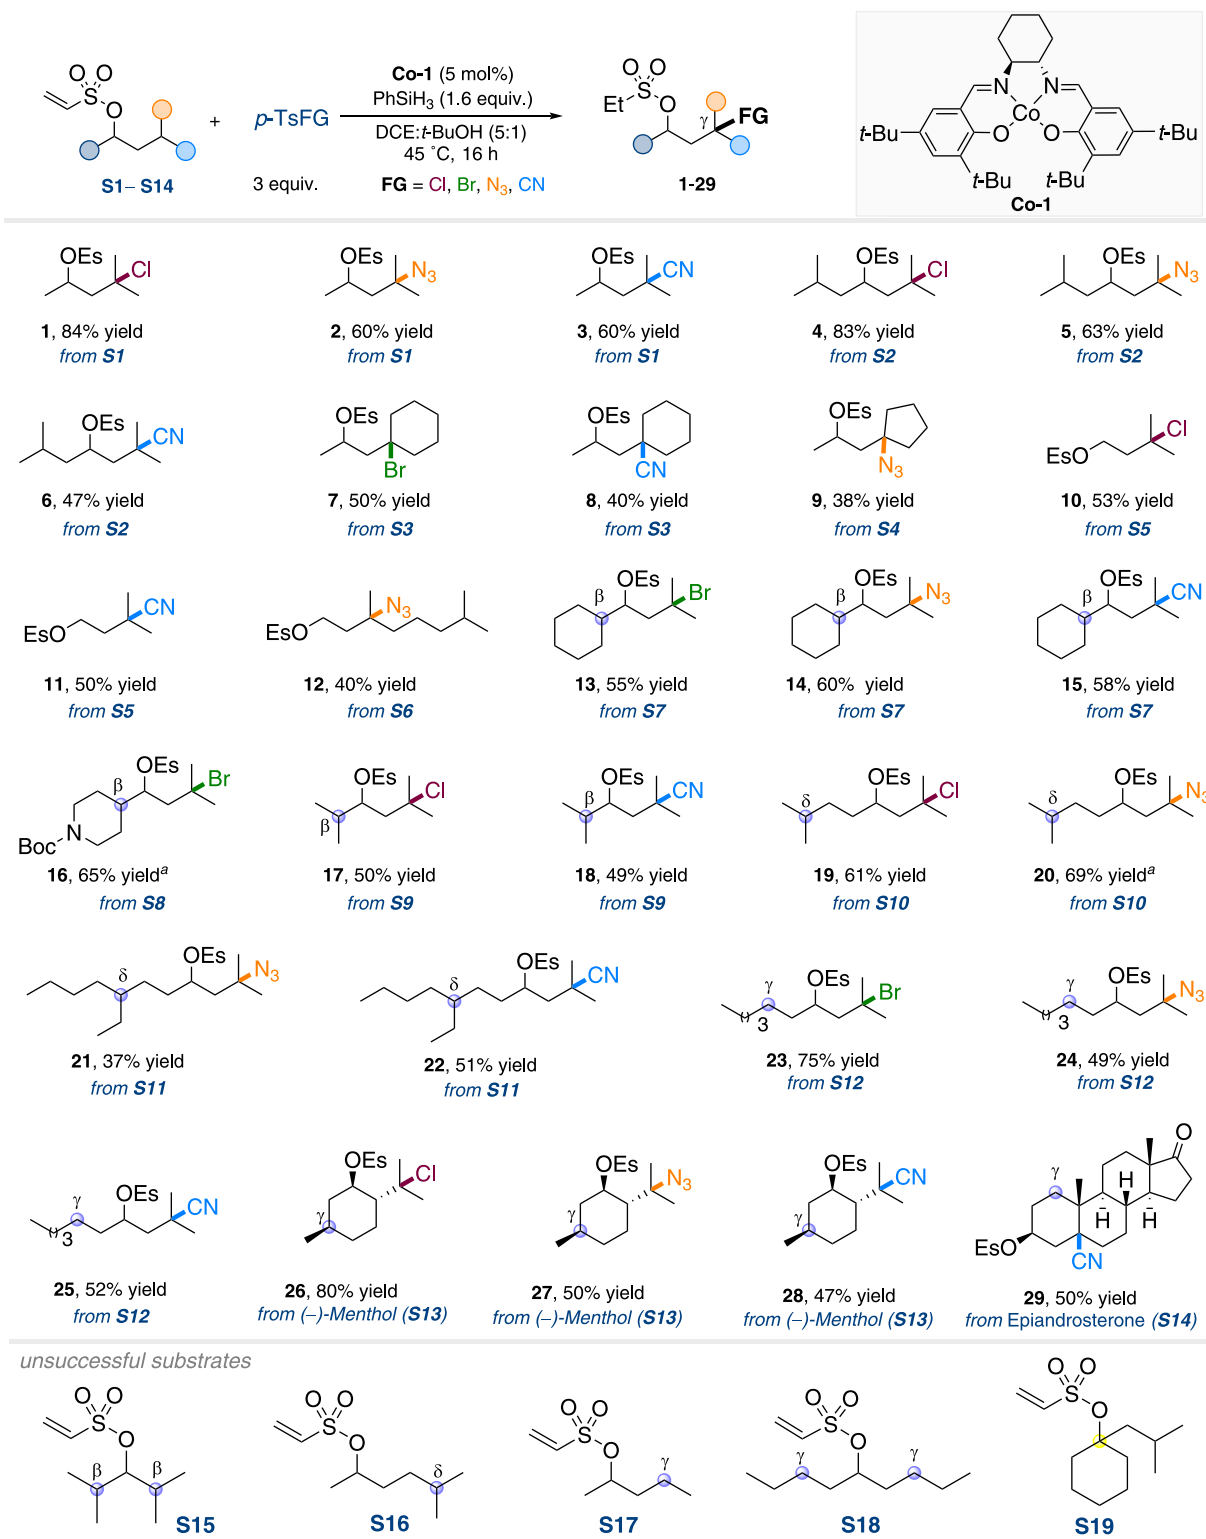 O O
S
O
S1– S14
+
p-TsFG
3 equiv.
Co-1 (5 mol%)
PhSiH3 (1.6 equiv.)
DCE:t-BuOH (5:1)
45 ˚C, 16 h
FG = Cl, Br, N3, CN
O O
S
Et O
γ FG
1-29
N N
Co
t-Bu O O t-Bu
t-Bu t-Bu
Co-1
OEs Cl
OEs N3
OEs CN
OEs Cl
OEs N3
1, 84% yield
from S1
2, 60% yield
from S1
3, 60% yield
from S1
4, 83% yield
from S2
5, 63% yield
from S2
OEs CN
OEs Br
OEs CN
OEs N3
EsO Cl
6, 47% yield
from S2
7, 50% yield
from S3
8, 40% yield
from S3
9, 38% yield
from S4
10, 53% yield
from S5
EsO CN
EsO N3
β OEs Br
β OEs N3
β OEs CN
11, 50% yield
from S5
12, 40% yield
from S6
13, 55% yield
from S7
14, 60% yield
from S7
15, 58% yield
from S7
Boc N β OEs Br
β OEs Cl
β OEs CN
δ OEs Cl
δ OEs N3
16, 65% yielda
from S8
17, 50% yield
from S9
18, 49% yield
from S9
19, 61% yield
from S10
20, 69% yielda
from S10
δ OEs N3
δ OEs CN
( ) 3 γ OEs Br
( ) 3 γ OEs N3
21, 37% yield
from S11
22, 51% yield
from S11
23, 75% yield
from S12
24, 49% yield
from S12
( ) 3 γ OEs CN
γ OEs Cl
γ OEs N3
γ OEs CN
EsO γ H H H CN O
25, 52% yield
from S12
26, 80% yield
from (–)-Menthol (S13)
27, 50% yield
from (–)-Menthol (S13)
28, 47% yield
from (–)-Menthol (S13)
29, 50% yield
from Epiandrosterone (S14)
unsuccessful substrates
O O
S
O
β β
S15
O O
S
O
δ
S16
O O
S
O
γ
S17
O O
S
O
γ γ
S18
O O
S
O
S19